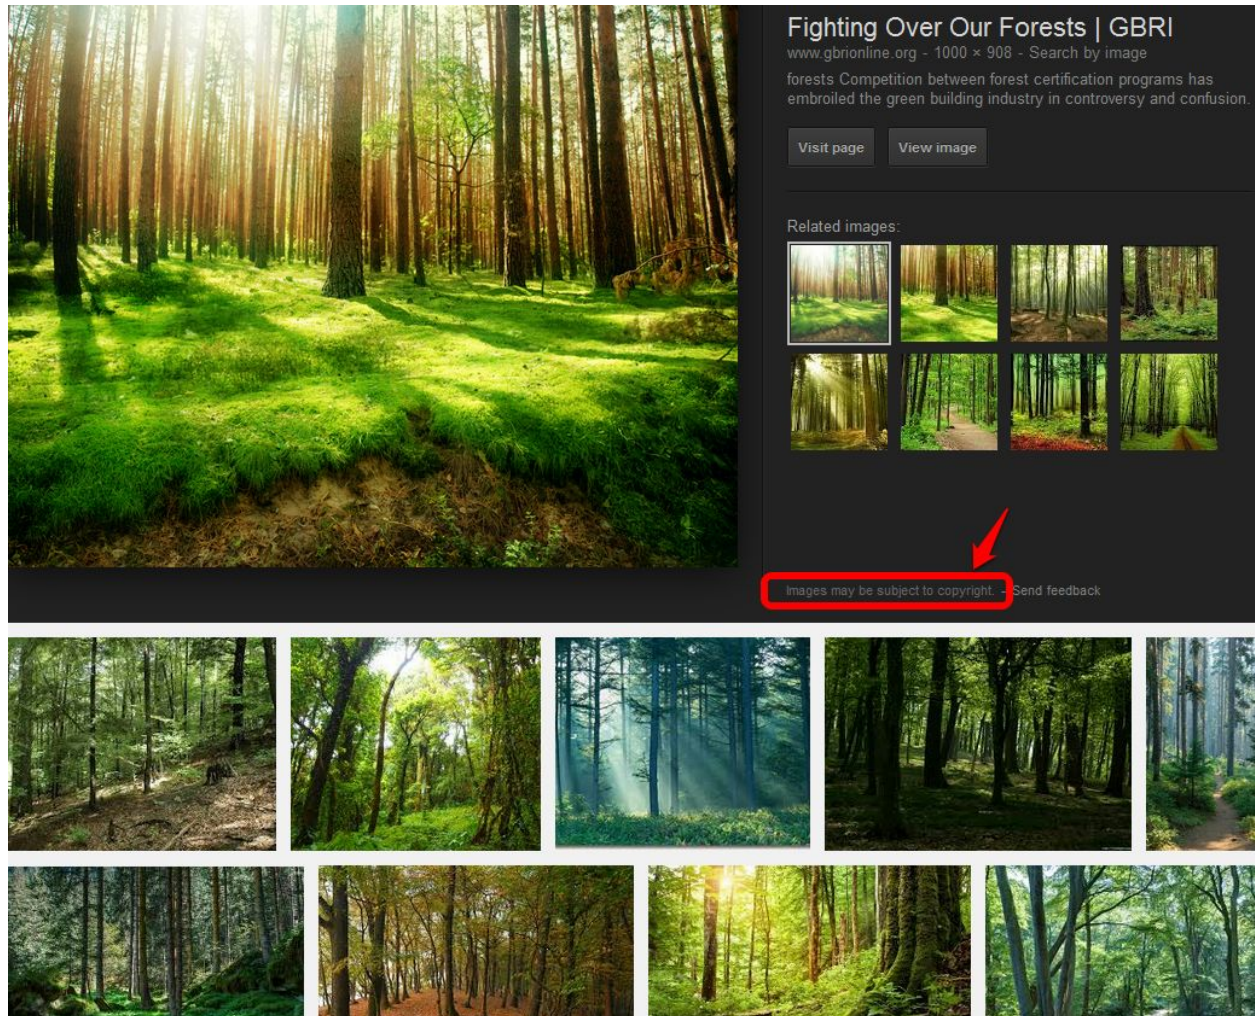 Fighting Over Our Forests | GBRI
www.gbrionline.org - 1000 × 908 - Search by image
forests Competition between forest certification programs has
embroiled the green building industry in controversy and confusion.
Visit page View image
Related images:
Images may be subject to copyright. - Send feedback